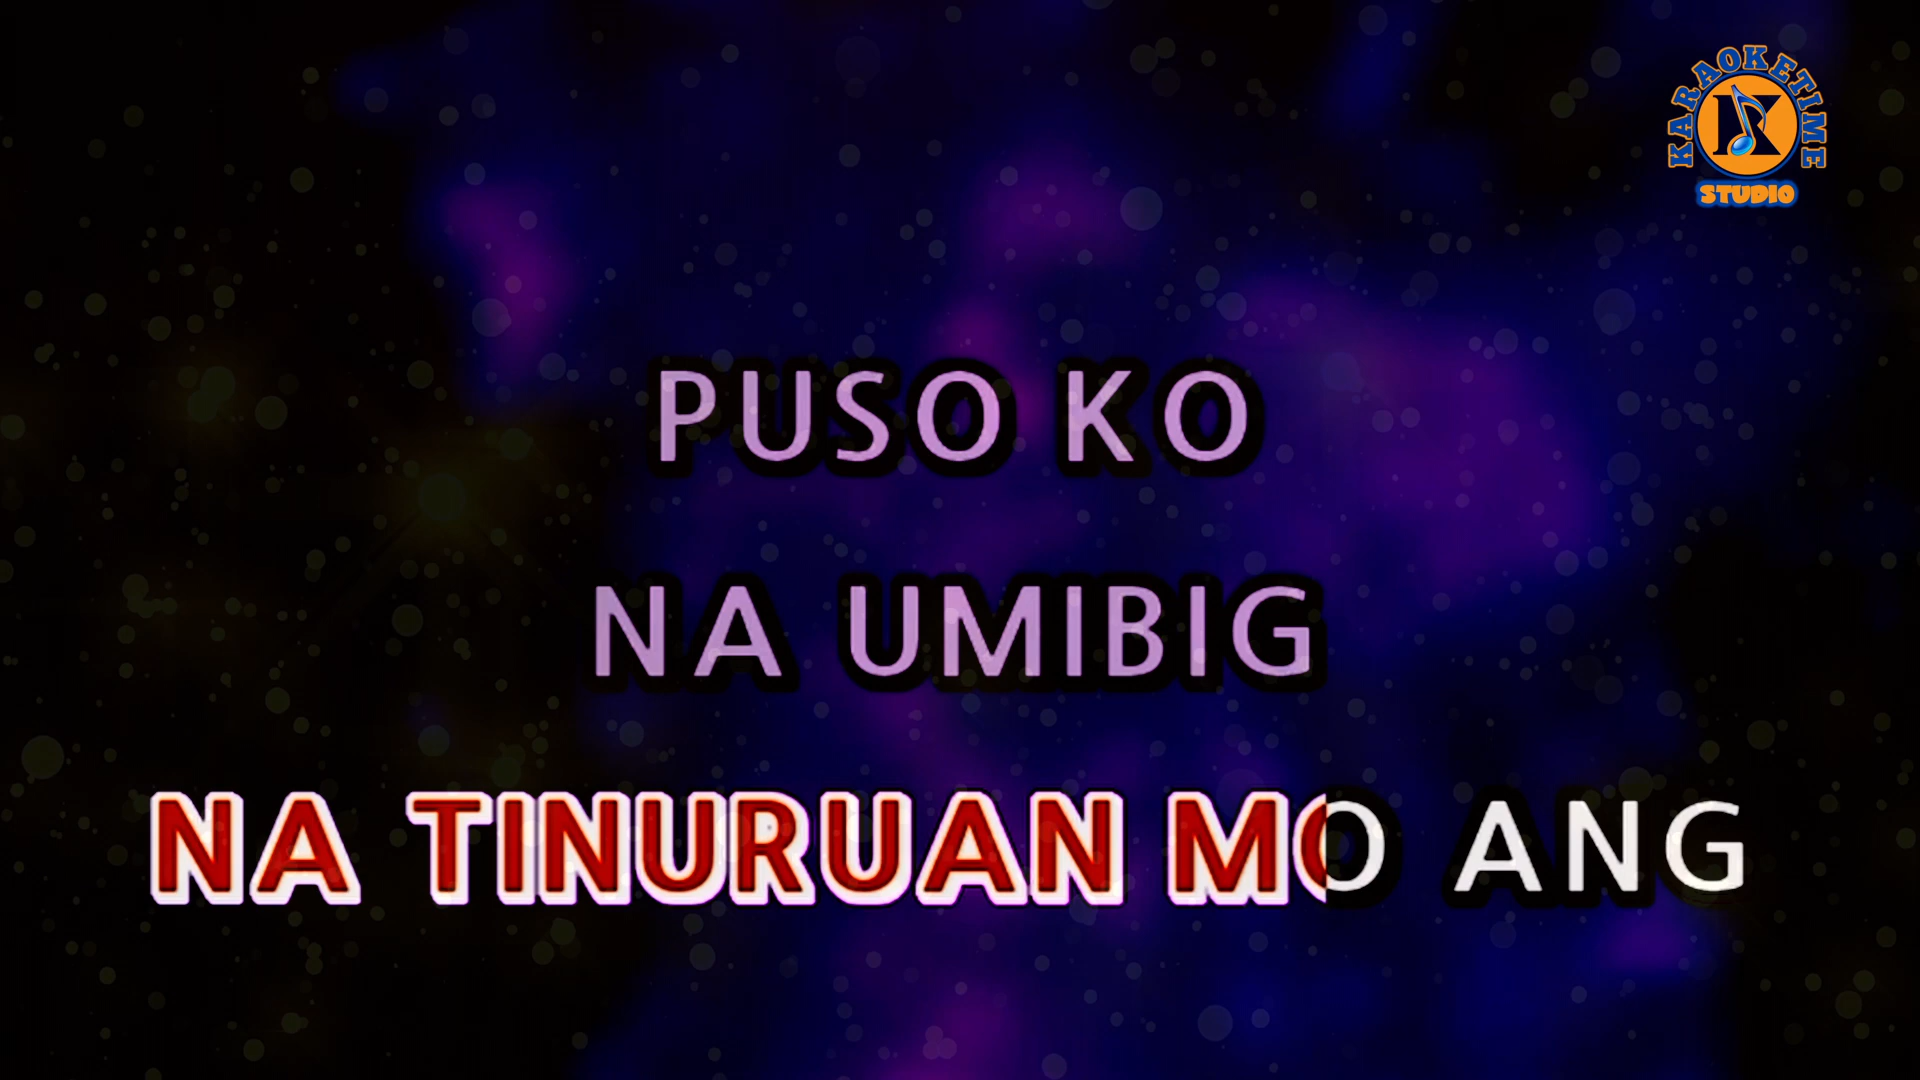 KARAOKETIME
K
STUDIO
PUSO KO
NA UMIBIG
NA TINURUAN MO ANG